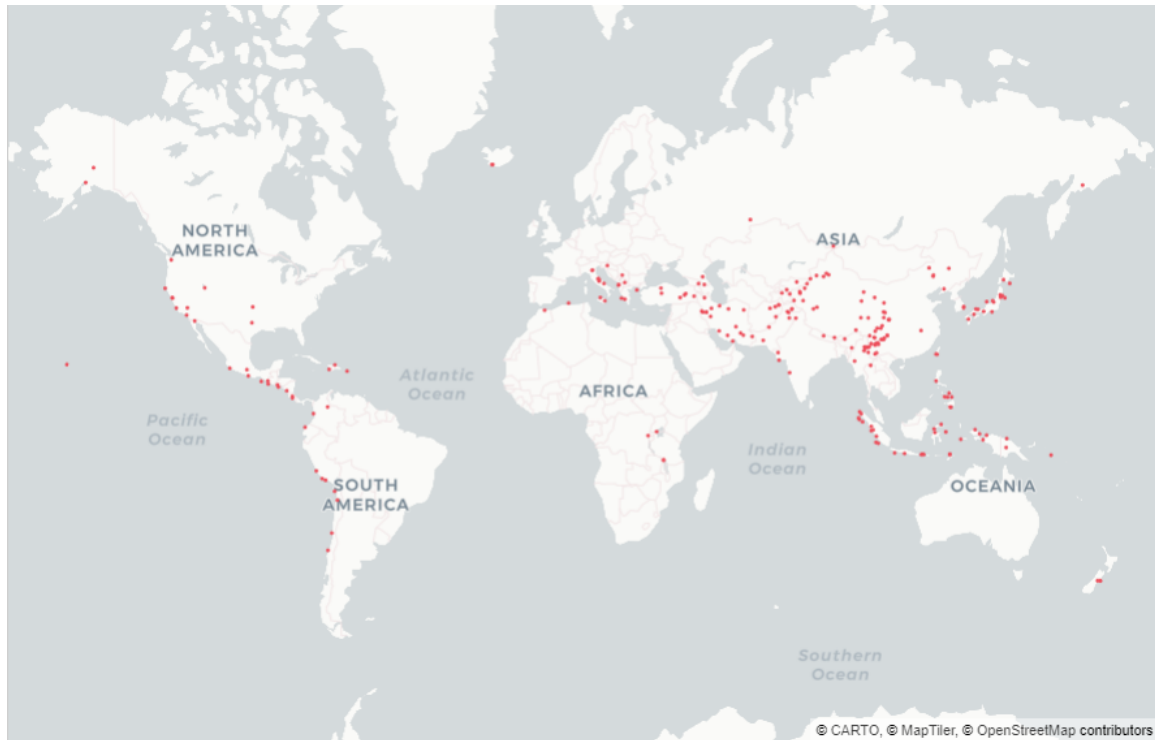 NORTH
AMERICA
ASIA
Atlantic
Ocean
AFRICA
Pacific
Ocean
Indian
Ocean
SOUTH
AMERICA
OCEANIA
Southern
Ocean
© CARTO, © MapTiler, © OpenStreetMap contributors